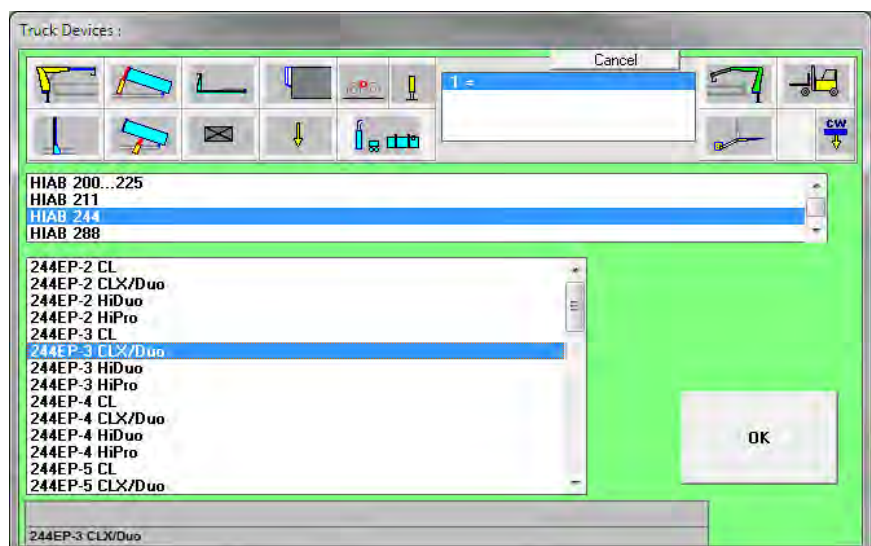 Truck Devices :
Cancel
1 =
CW
HIAB 200...225
HIAB 211
HIAB 244
HIAB 288
244EP-2 CL
244EP-2 CLX/Duo
244EP-2 HiDuo
244EP-2 HiPro
244EP-3 CL
244EP-3 CLX/Duo
244EP-3 HiDuo
244EP-3 HiPro
244EP-4 CL
244EP-4 CLX/Duo
244EP-4 HiDuo
244EP-4 HiPro
244EP-5 CL
244EP-5 CLX/Duo
OK
244EP-3 CLX/Duo